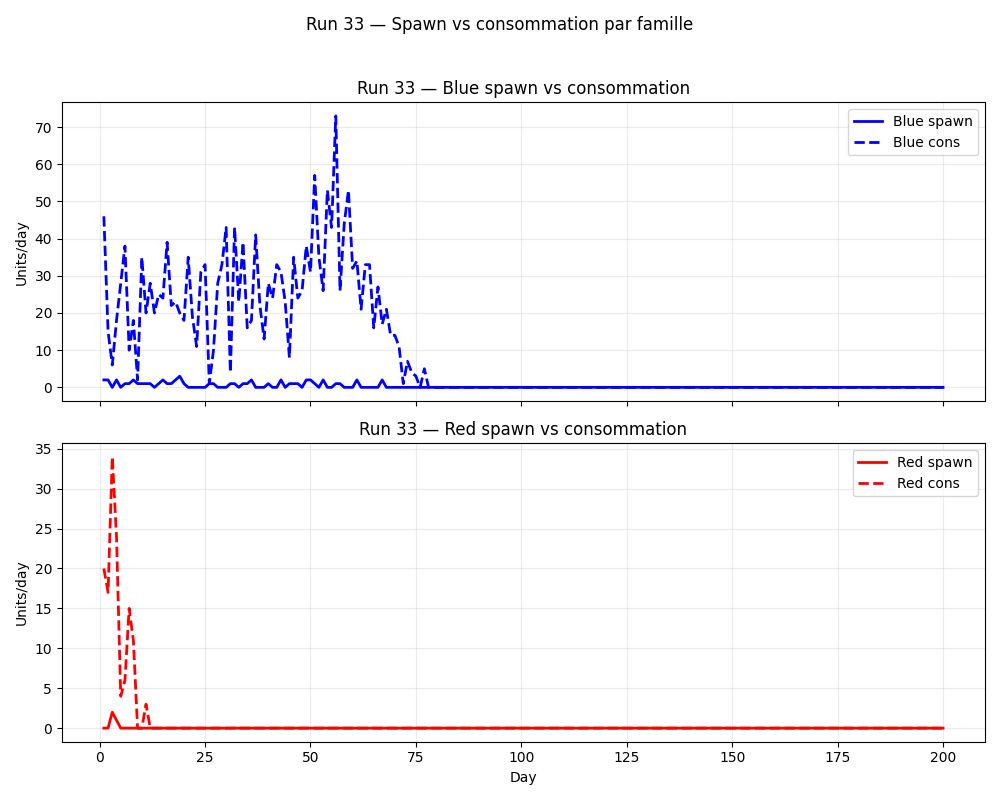 Run 33 — Spawn vs consommation par famille
Run 33 — Blue spawn vs consommation
Units/day
70
60
50
40
30
20
10
0
Blue spawn
Blue cons
Run 33 — Red spawn vs consommation
Units/day
35
30
25
20
15
10
5
0
Red spawn
Red cons
0 25 50 75 100 125 150 175 200
Day